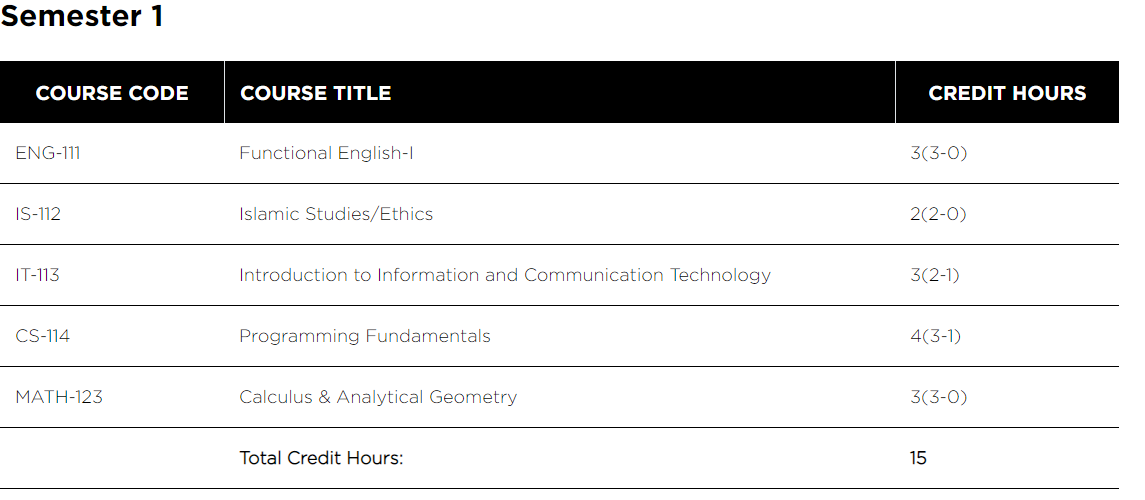 Semester 1
COURSE CODE COURSE TITLE CREDIT HOURS
ENG-111 Functional English-I 3(3-0)
IS-112 Islamic Studies/Ethics 2(2-0)
IT-113 Introduction to Information and Communication Technology 3(2-1)
CS-114 Programming Fundamentals 4(3-1)
MATH-123 Calculus & Analytical Geometry 3(3-0)
Total Credit Hours: 15